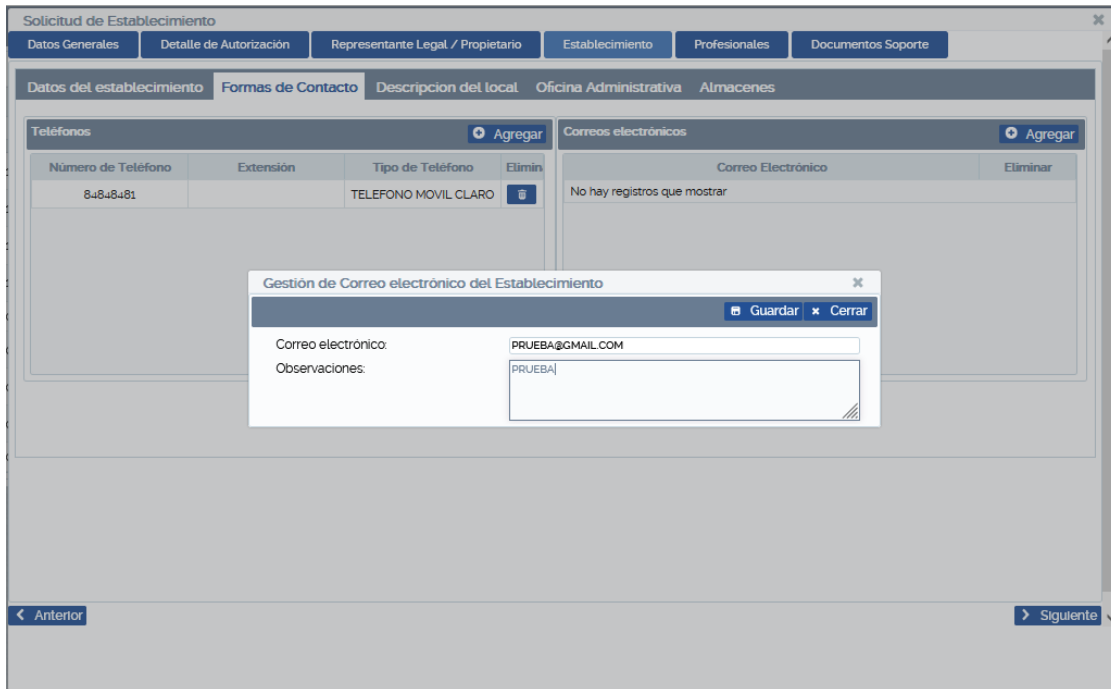 Solicitud de Establecimiento
Datos Generales Detalle de Autorización Representante Legal / Propietario Establecimiento Profesionales Documentos Soporte
Datos del establecimiento Formas de Contacto Descripcion del local Oficina Administrativa Almacenes
Teléfonos Agregar Correos electrónicos Agregar
Número de Teléfono Extensión Tipo de Teléfono Elimin Correo Electrónico Eliminar
84848481 TELEFONO MOVIL CLARO No hay registros que mostrar
Gestión de Correo electrónico del Establecimiento
Guardar Cerrar
Correo electrónico: PRUEBA@GMAIL.COM
Observaciones: PRUEBA
Anterior Siguiente